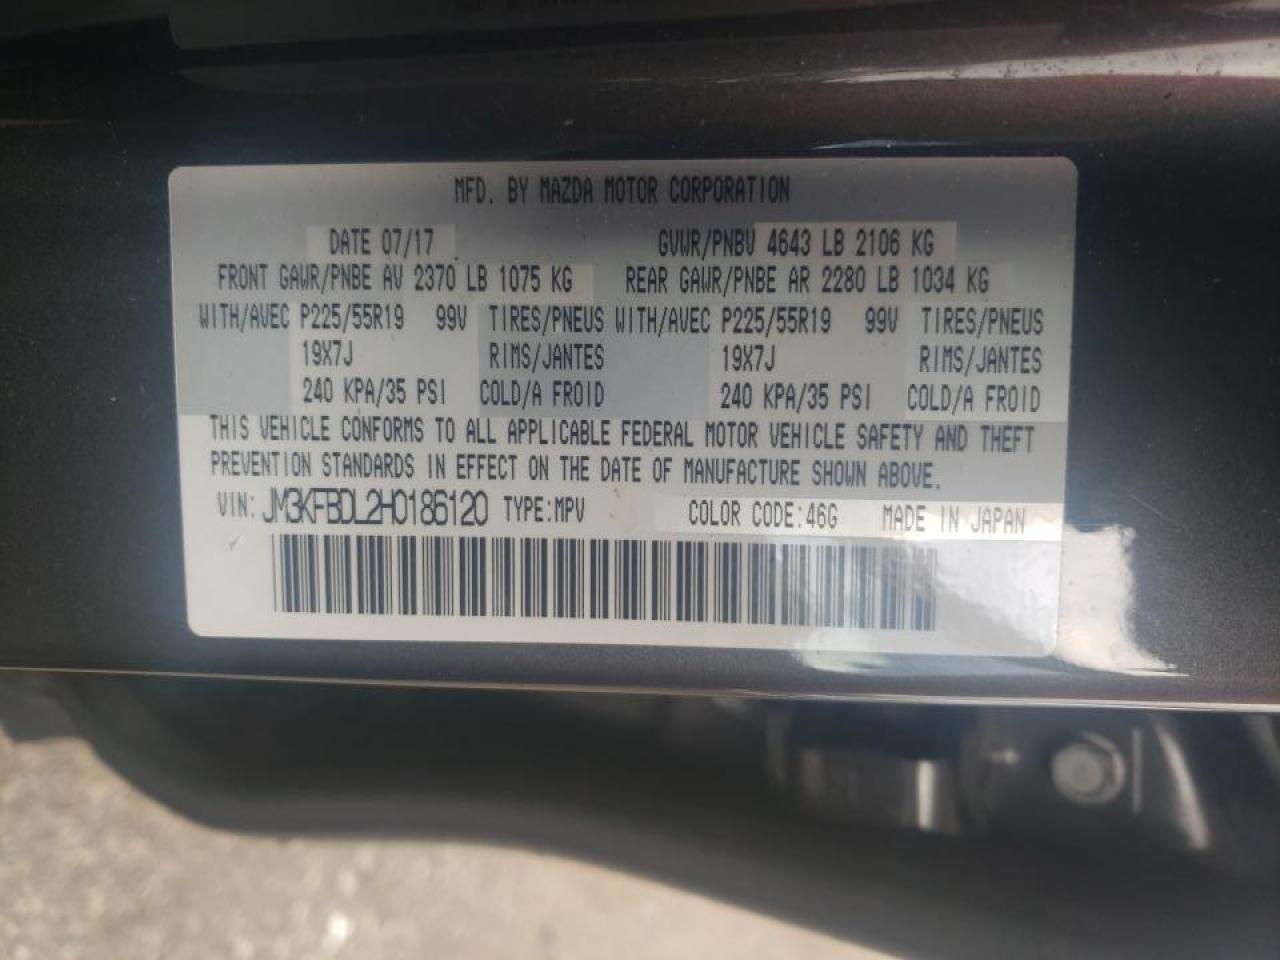 MFD. BY MAZDA MOTOR CORPORATION
DATE 07/17 GVWR/PNBV 4643 LB 2106 KG
FRONT GAWR/PNBE AV 2370 LB 1075 KG REAR GAWR/PNBE AR 2280 LB 1034 KG
WITH/AVEC P225/55R19 99V TIRES/PNEUS WITH/AVEC P225/55R19 99V TIRES/PNEUS
19X7J RIMS/JANTES 19X7J RIMS/JANTES
240 KPA/35 PSI COLD/A FROID 240 KPA/35 PSI COLD/A FROID
THIS VEHICLE CONFORMS TO ALL APPLICABLE FEDERAL MOTOR VEHICLE SAFETY AND THEFT
PREVENTION STANDARDS IN EFFECT ON THE DATE OF MANUFACTURE SHOWN ABOVE.
VIN: JM3KFBDL2H0186120 TYPE:MPV COLOR CODE:46G MADE IN JAPAN